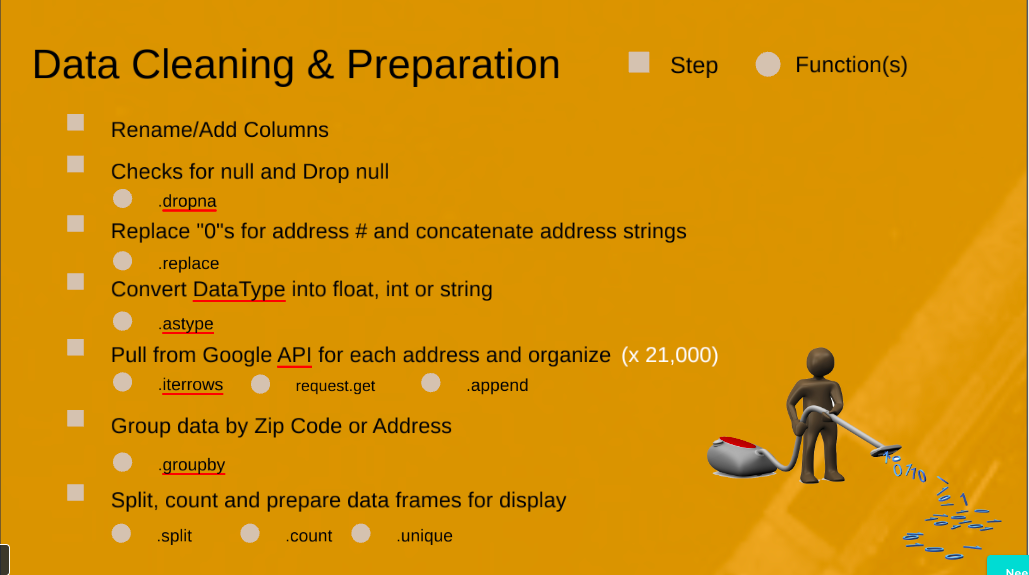 Data Cleaning & Preparation
Step
Function(s)
Rename/Add Columns
Checks for null and Drop null
.dropna
Replace "0"s for address # and concatenate address strings
.replace
Convert DataType into float, int or string
.astype
Pull from Google API for each address and organize (x 21,000)
.iterrows request.get .append
Group data by Zip Code or Address
.groupby
Split, count and prepare data frames for display
.split .count .unique